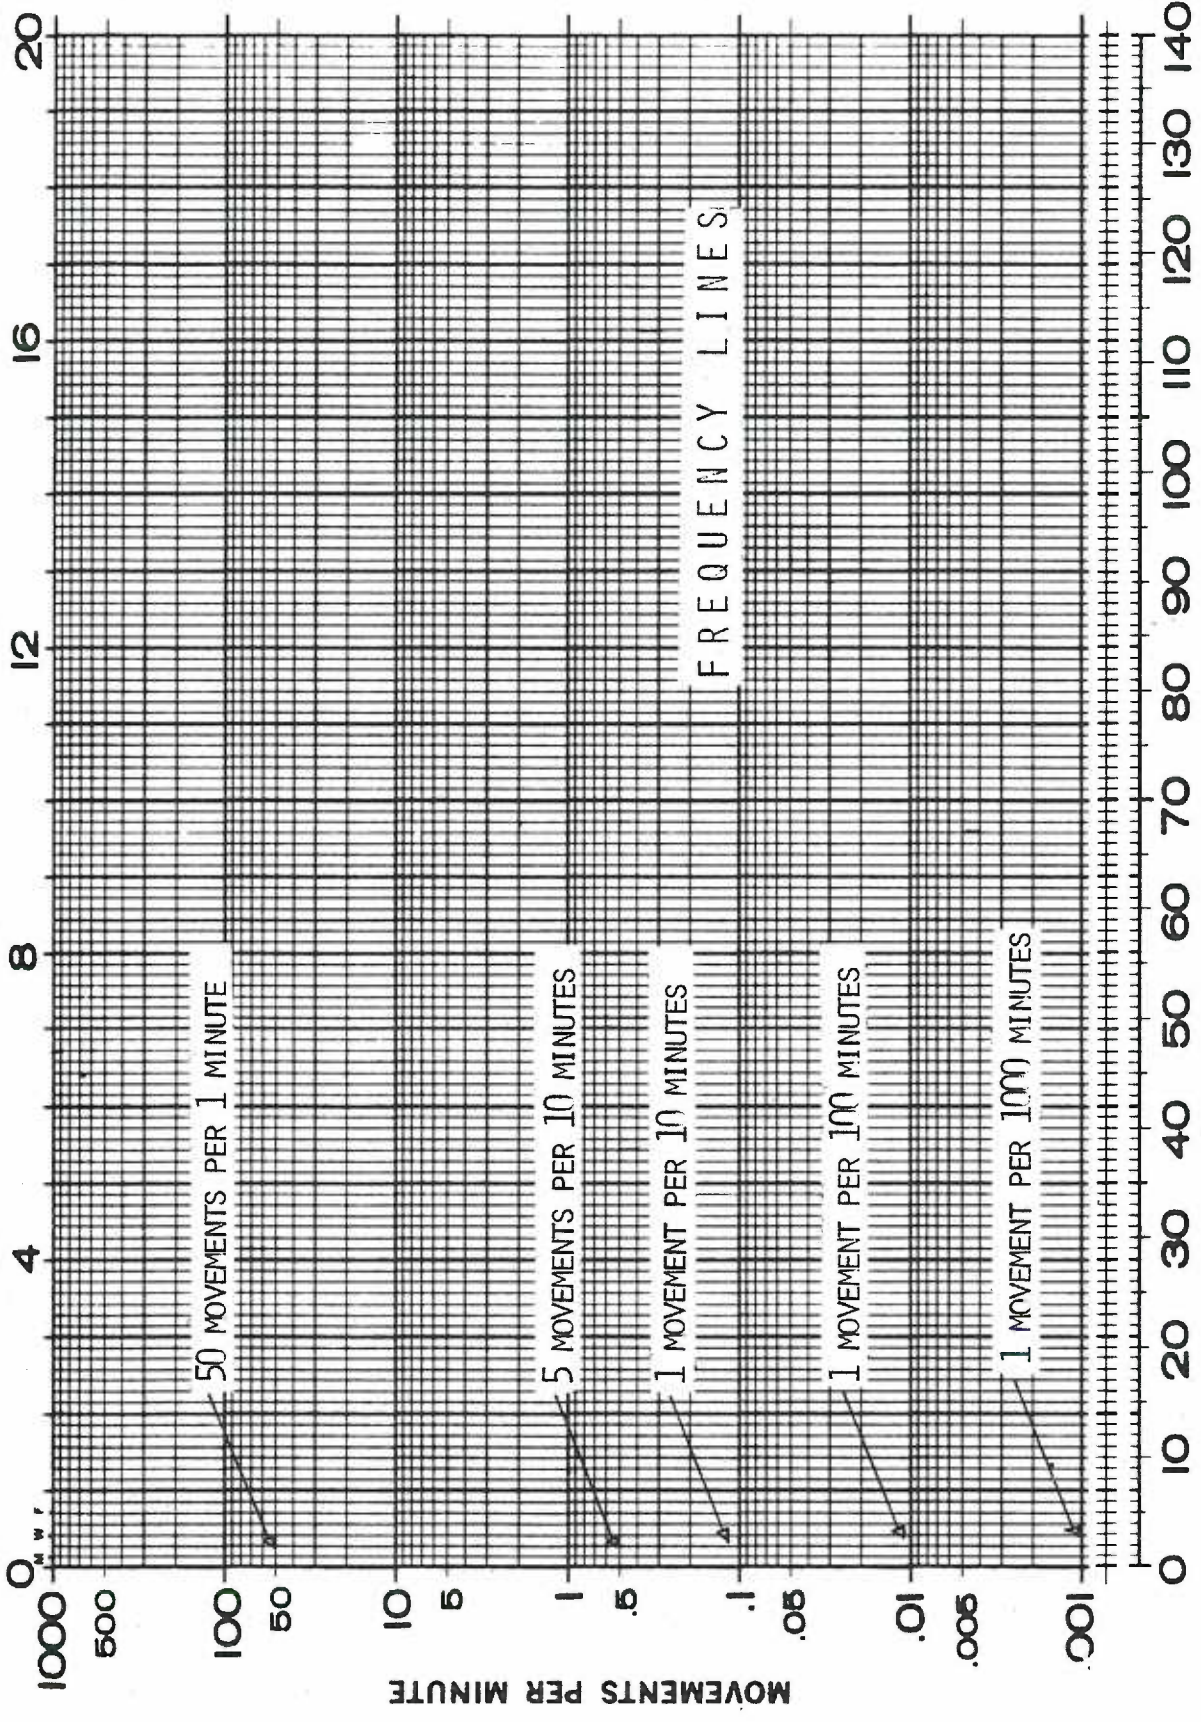 0 4 8 12 16 20
M W F
1000
500
100
50
10
5
1
.5
.1
.05
.01
.005
.001
MOVEMENTS PER MINUTE
50 MOVEMENTS PER 1 MINUTE
5 MOVEMENTS PER 10 MINUTES
1 MOVEMENT PER 10 MINUTES
1 MOVEMENT PER 100 MINUTES
1 MOVEMENT PER 1000 MINUTES
FREQUENCY LINES
0 10 20 30 40 50 60 70 80 90 100 110 120 130 140